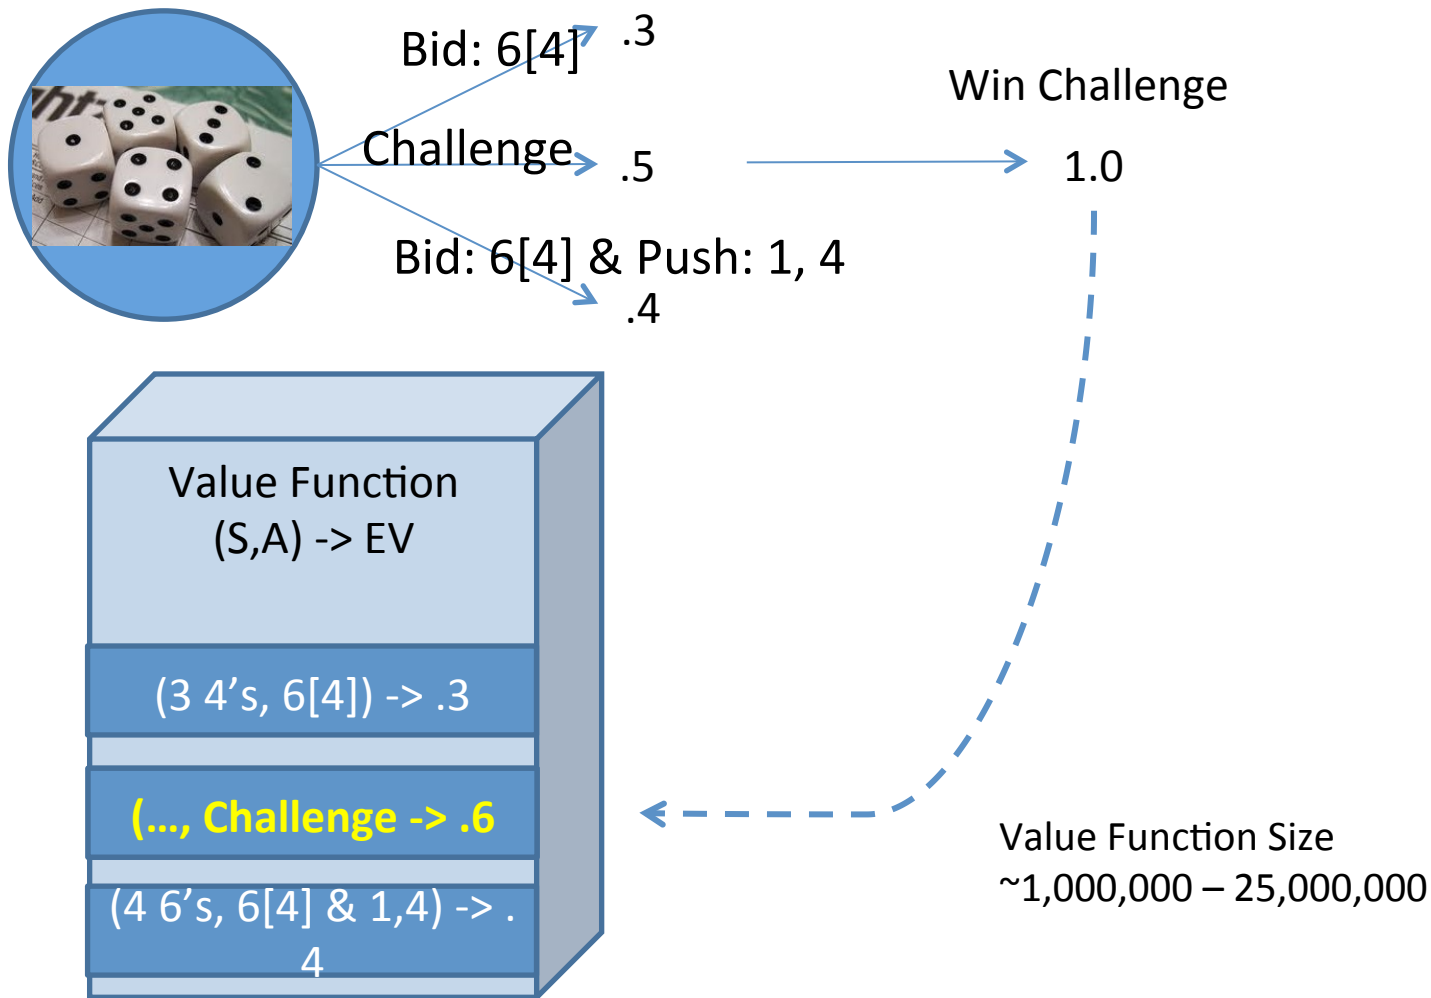 Bid: 6[4]
.3
Win Challenge
Challenge
.5
1.0
Bid: 6[4] & Push: 1, 4
.4
Value Function
(S,A) -> EV
(3 4’s, 6[4]) -> .3
(…, Challenge -> .6
(4 6’s, 6[4] & 1,4) -> .
4
Value Function Size
~1,000,000 – 25,000,000